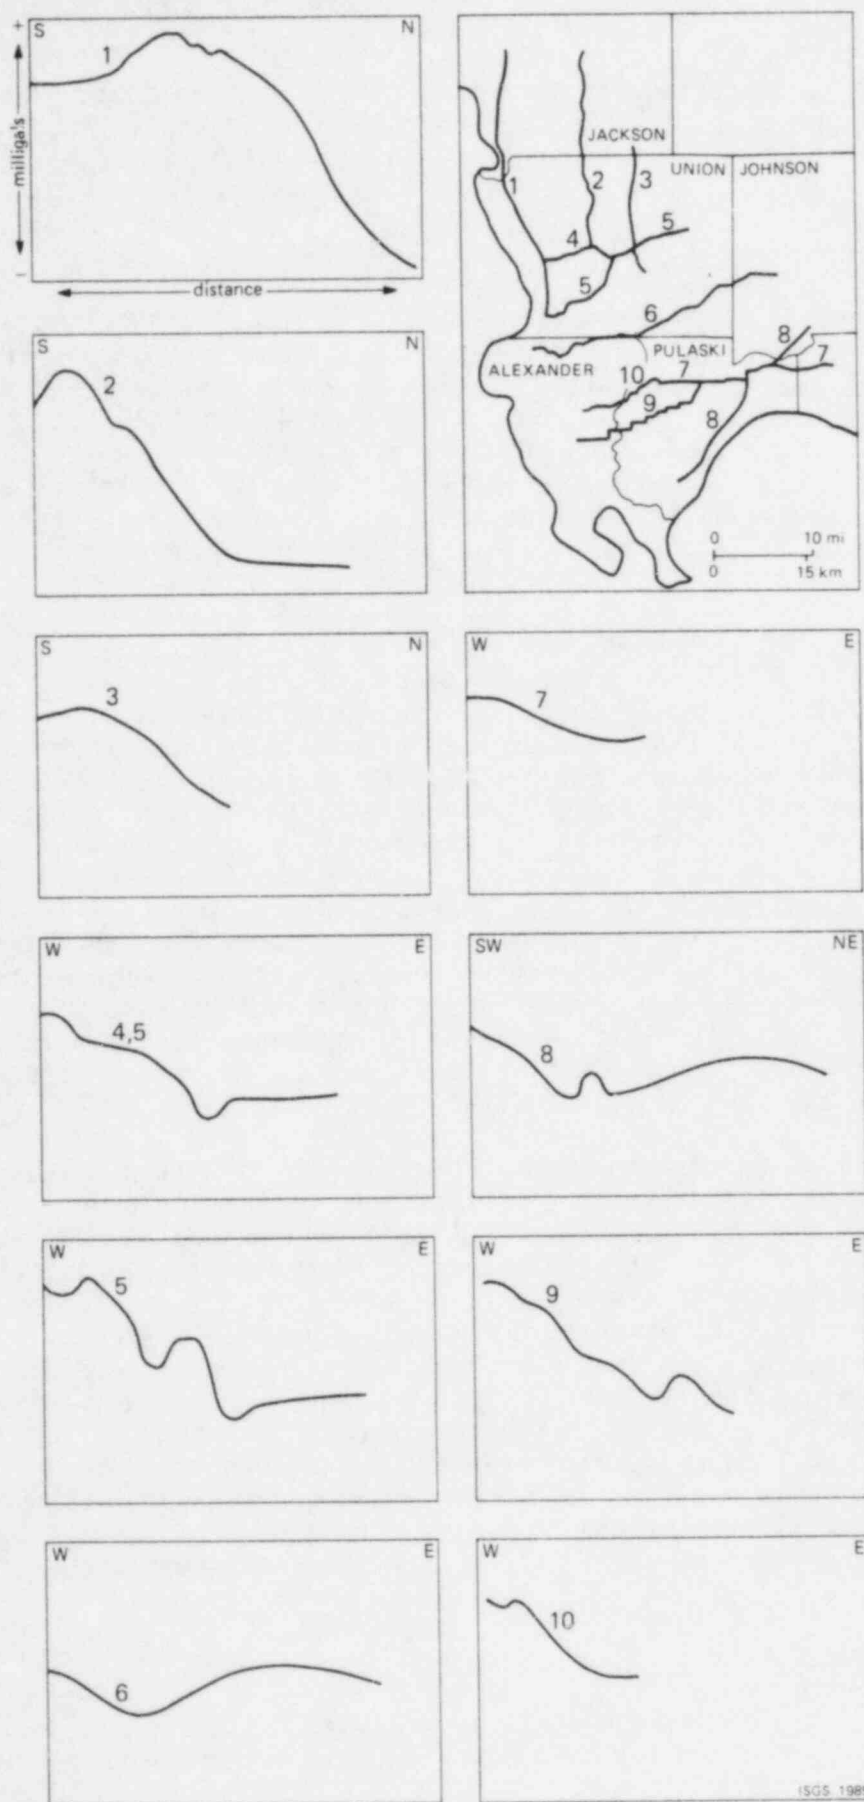 + S N
1
milliga's
−
distance
JACKSON
UNION JOHNSON
1 2 3
4 5
5
6
ALEXANDER PULASKI
8
7 7
10
9
8
0 10 mi
0 15 km
S N
2
S N
3
W E
7
W E
4,5
SW NE
8
W E
5
W E
9
W E
6
W E
10
ISGS 198